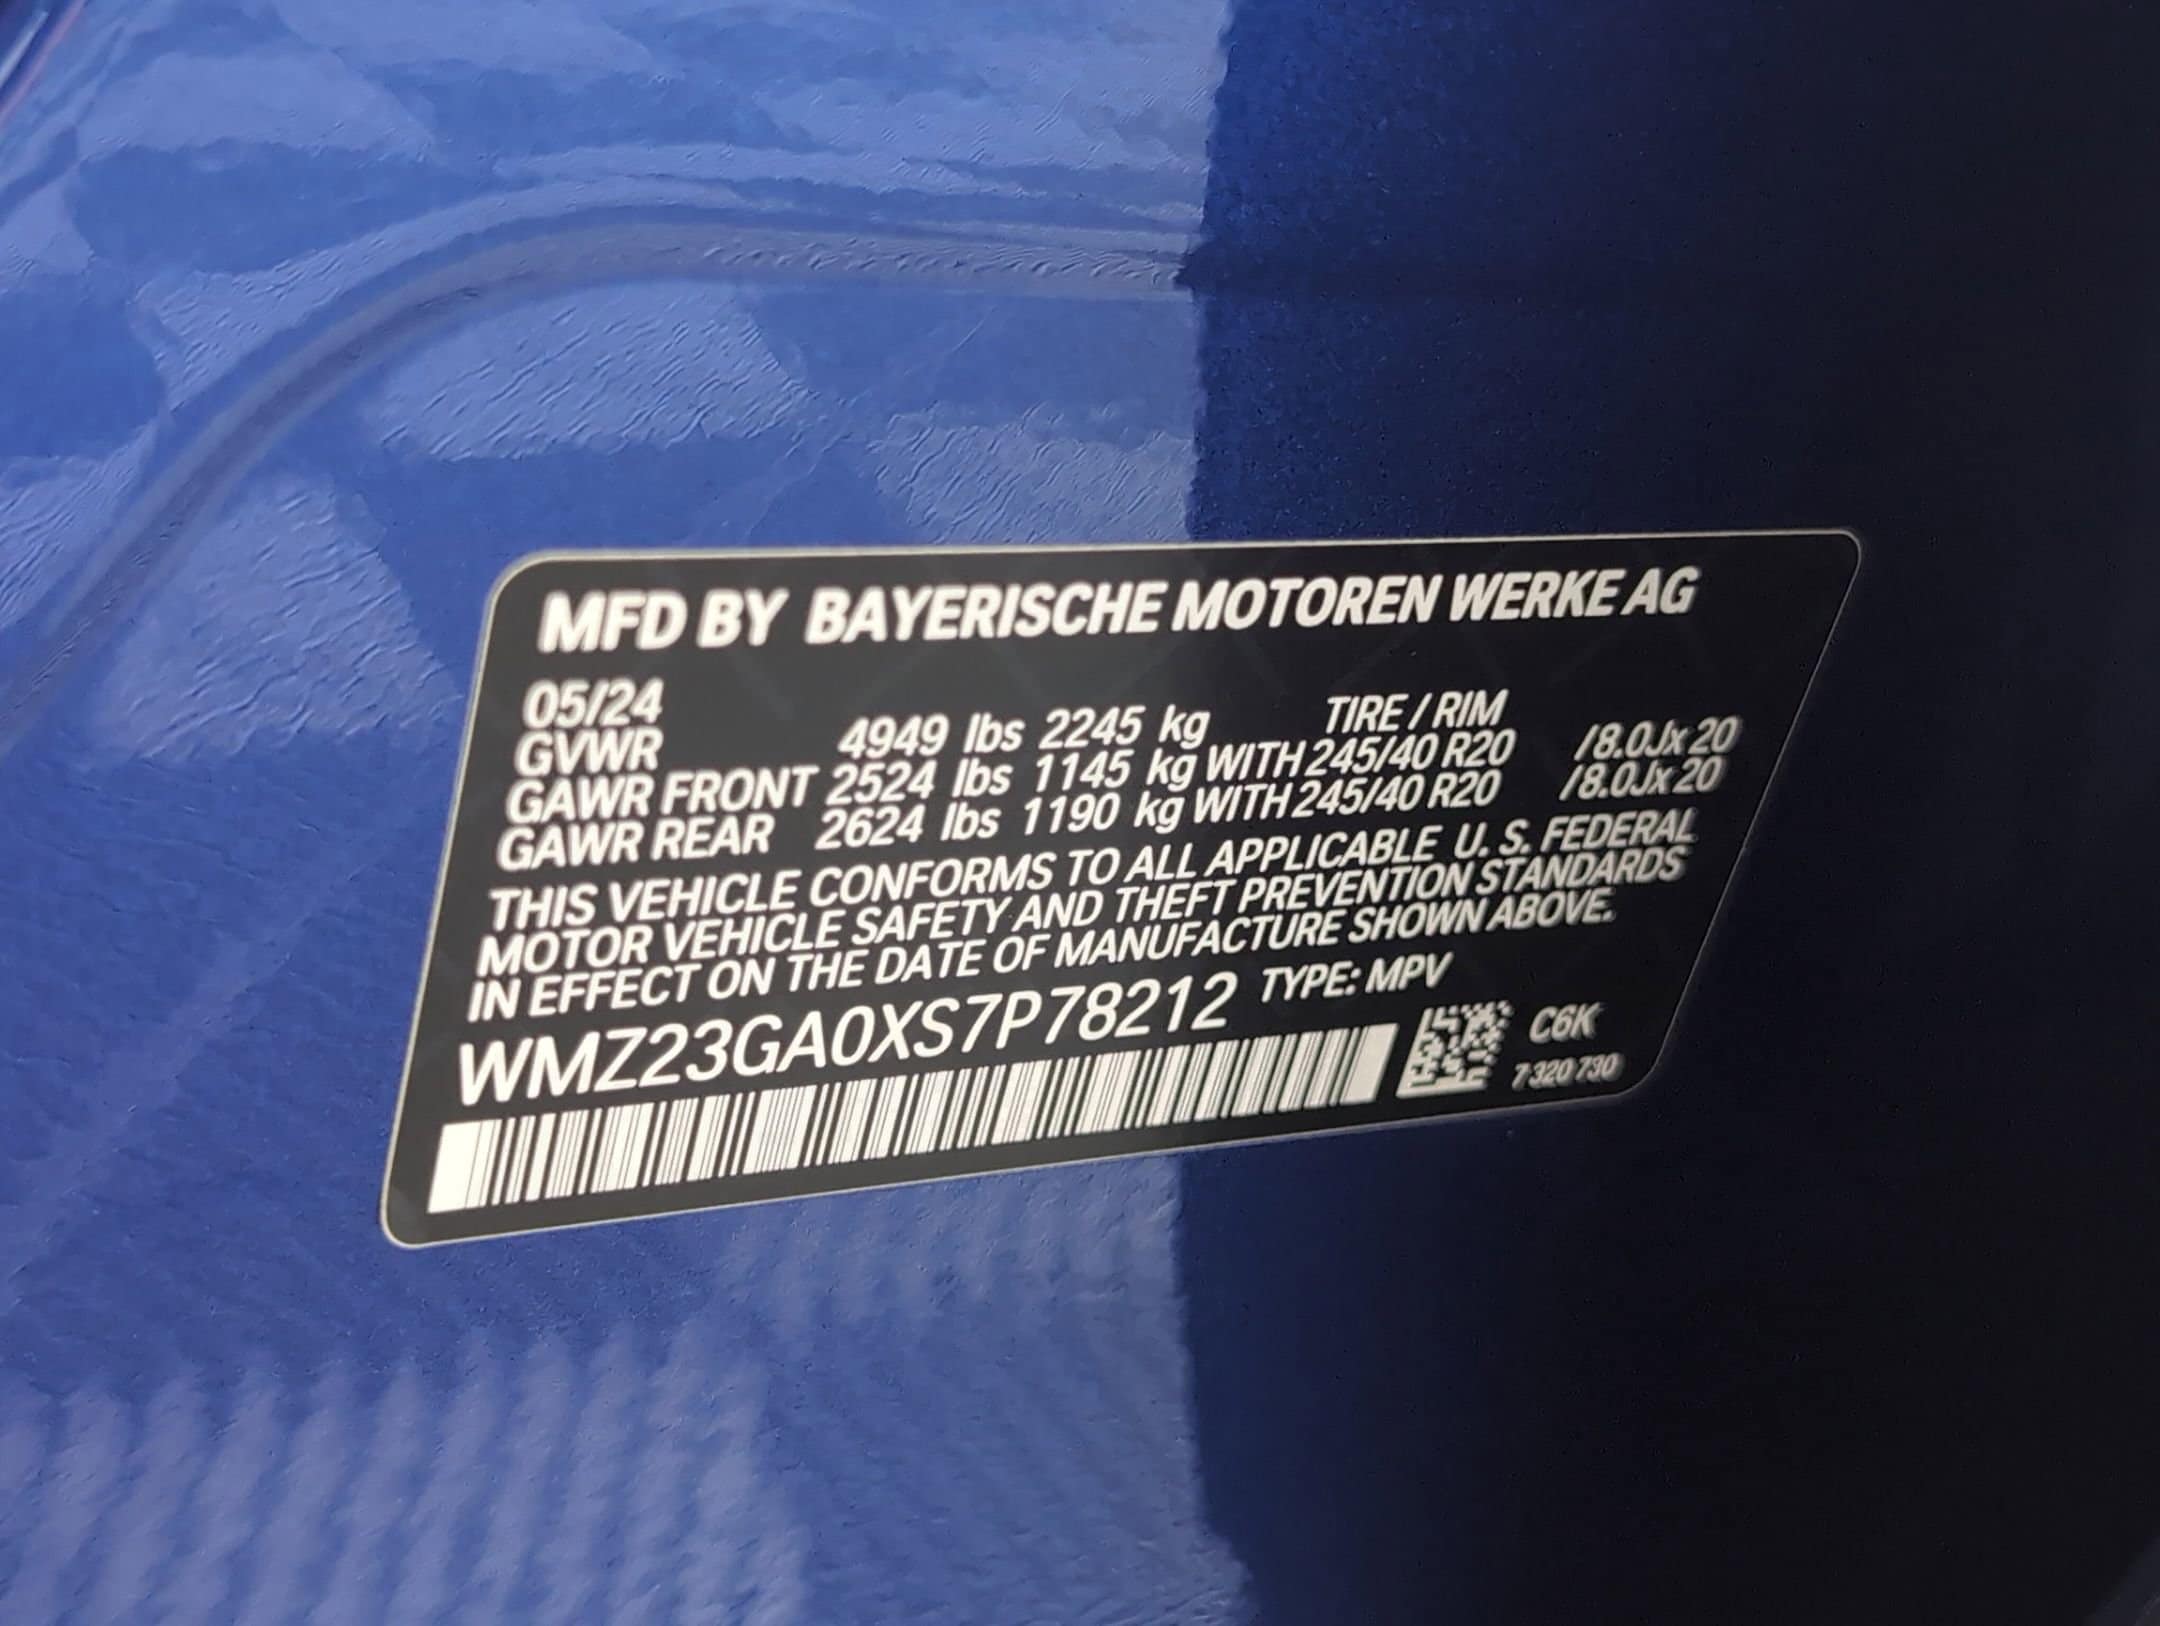 MFD BY BAYERISCHE MOTOREN WERKE AG
05/24
GVWR 4949 lbs 2245 kg TIRE / RIM
GAWR FRONT 2524 lbs 1145 kg WITH 245/40 R20 /8.0Jx20
GAWR REAR 2624 lbs 1190 kg WITH 245/40 R20 /8.0Jx20
THIS VEHICLE CONFORMS TO ALL APPLICABLE U. S. FEDERAL
MOTOR VEHICLE SAFETY AND THEFT PREVENTION STANDARDS
IN EFFECT ON THE DATE OF MANUFACTURE SHOWN ABOVE.
WMZ23GA0XS7P78212 TYPE: MPV
C6K
7 320 730